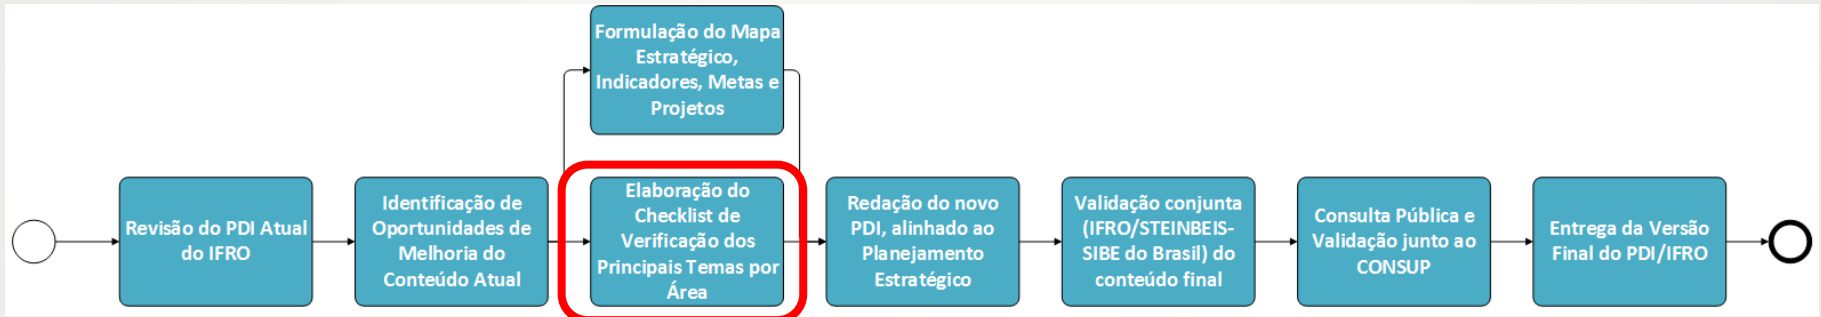 Formulação do Mapa
Estratégico,
Indicadores, Metas e
Projetos
Revisão do PDI Atual
do IFRO
Identificação de
Oportunidades de
Melhoria do
Conteúdo Atual
Elaboração do
Checklist de
Verificação dos
Principais Temas por
Área
Redação do novo
PDI, alinhado ao
Planejamento
Estratégico
Validação conjunta
(IFRO/STEINBEIS-
SIBE do Brasil) do
conteúdo final
Consulta Pública e
Validação junto ao
CONSUP
Entrega da Versão
Final do PDI/IFRO